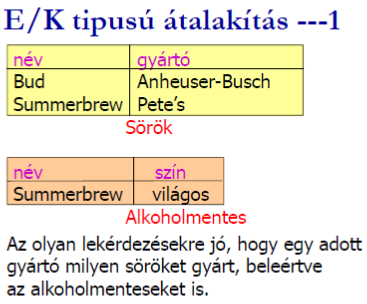 E/K tipusú átalakítás ---1
név gyártó
Bud Anheuser-Busch
Summerbrew Pete's
Sörök
név szín
Summerbrew világos
Alkoholmentes
Az olyan lekérdezésekre jó, hogy egy adott
gyártó milyen söröket gyárt, beleértve
az alkoholmenteseket is.